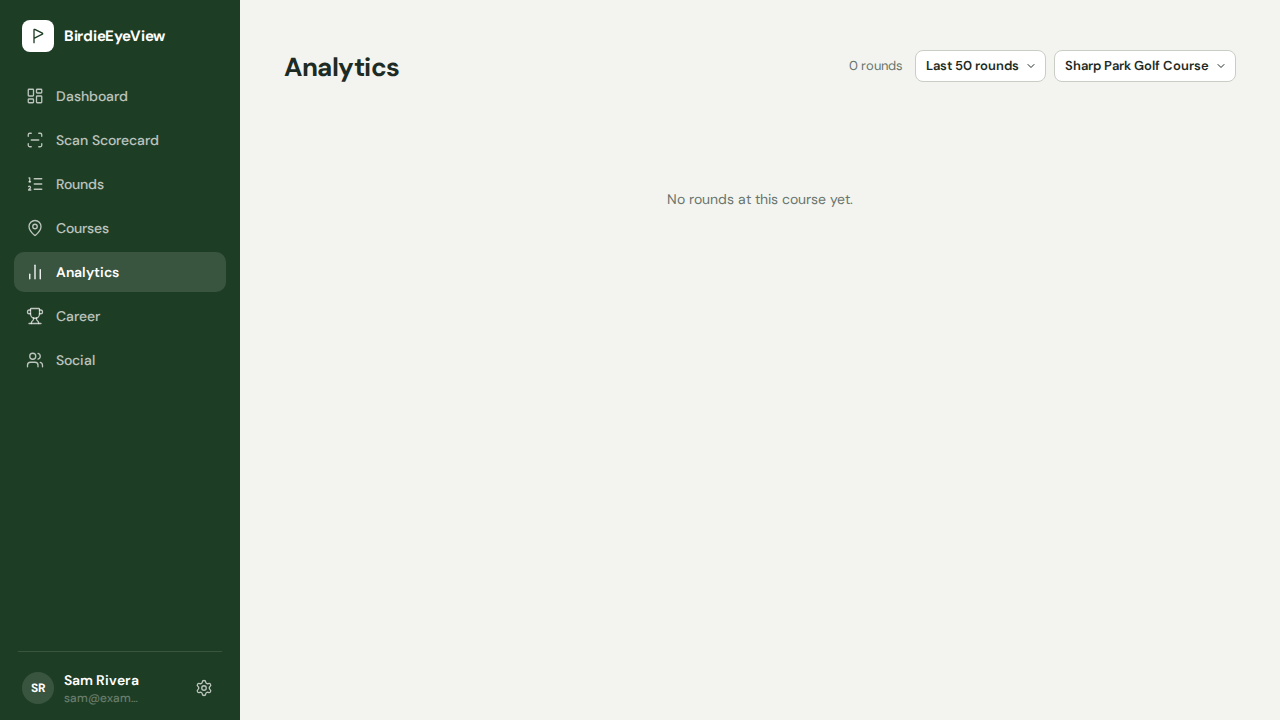 BirdieEyeView
Dashboard
Scan Scorecard
Rounds
Courses
Analytics
Career
Social
SR
Sam Rivera
sam@exam...
Analytics
0 rounds
Last 50 rounds
Sharp Park Golf Course
No rounds at this course yet.